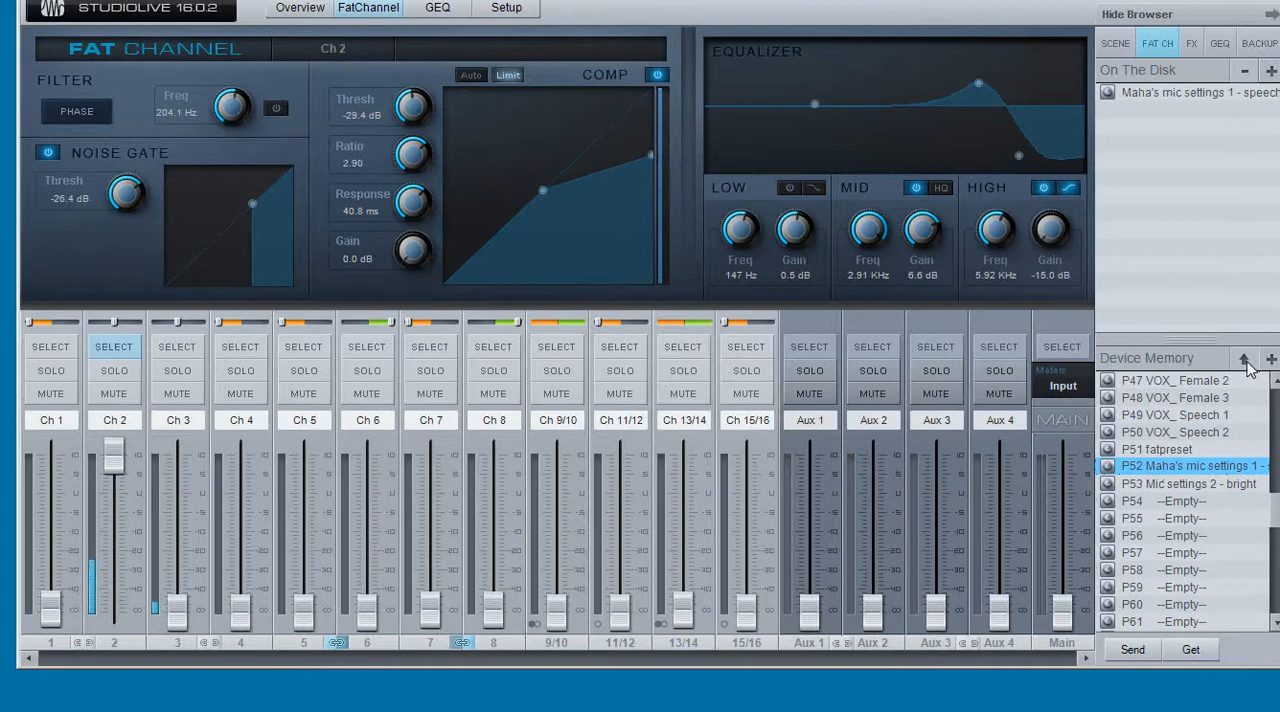 STUDIOLIVE 16.0.2
Overview
FatChannel
GEQ
Setup
Hide Browser
FAT CHANNEL
Ch 2
FILTER
PHASE
Freq
204.1 Hz
NOISE GATE
Thresh
-26.4 dB
Auto
Limit
COMP
Thresh
-29.4 dB
Ratio
2.90
Response
40.8 ms
Gain
0.0 dB
EQUALIZER
LOW
MID
HQ
HIGH
Freq
Gain
Freq
Gain
Freq
Gain
147 Hz
0.5 dB
2.91 KHz
6.6 dB
5.92 KHz
-15.0 dB
SCENE
FAT CH
FX
GEQ
BACKUP
On The Disk
- +
Maha's mic settings 1 - speech
Device Memory
+
P47 VOX_ Female 2
P48 VOX_ Female 3
P49 VOX_ Speech 1
P50 VOX_ Speech 2
P51 fatpreset
P52 Maha's mic settings 1 -
P53 Mic settings 2 - bright
P54 --Empty--
P55 --Empty--
P56 --Empty--
P57 --Empty--
P58 --Empty--
P59 --Empty--
P60 --Empty--
P61 --Empty--
Send
Get
SELECT SELECT SELECT SELECT SELECT SELECT SELECT SELECT SELECT SELECT SELECT SELECT SELECT SELECT SELECT SELECT SELECT
SOLO SOLO SOLO SOLO SOLO SOLO SOLO SOLO SOLO SOLO SOLO SOLO SOLO SOLO SOLO SOLO
MUTE MUTE MUTE MUTE MUTE MUTE MUTE MUTE MUTE MUTE MUTE MUTE MUTE MUTE MUTE MUTE
Meters
Input
Ch 1 Ch 2 Ch 3 Ch 4 Ch 5 Ch 6 Ch 7 Ch 8 Ch 9/10 Ch 11/12 Ch 13/14 Ch 15/16 Aux 1 Aux 2 Aux 3 Aux 4 MAIN
1 2 3 4 5 6 7 8 9/10 11/12 13/14 15/16 Aux 1 Aux 2 Aux 3 Aux 4 Main